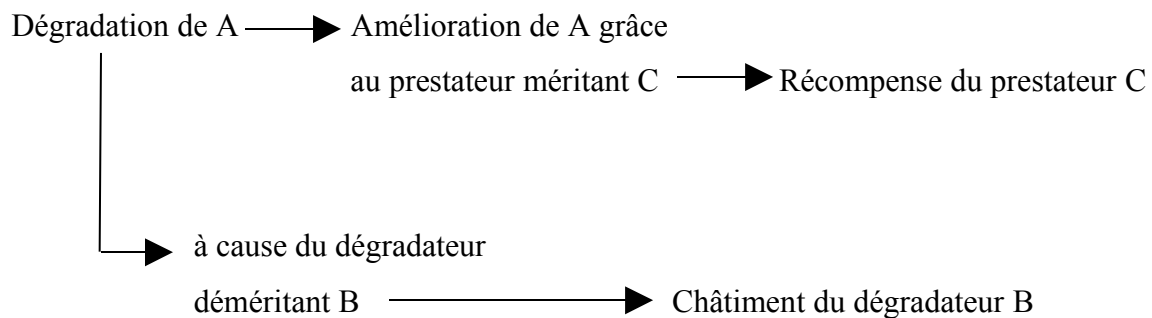 Dégradation de A Amélioration de A grâce
au prestateur méritant C Récompense du prestateur C
à cause du dégradateur
déméritant B Châtiment du dégradateur B